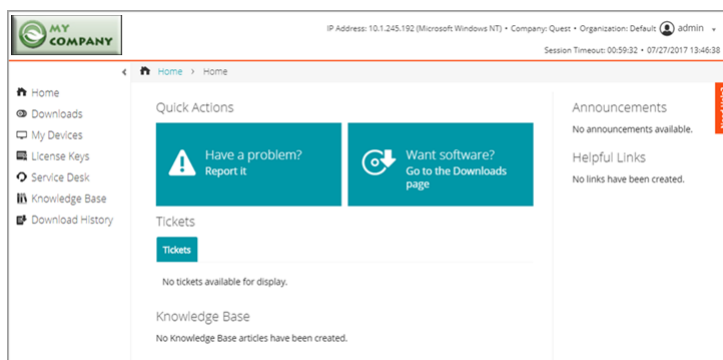 MY
COMPANY
IP Address: 10.1.245.192 (Microsoft Windows NT) • Company: Quest • Organization: Default admin
Session Timeout: 00:59:32 • 07/27/2017 13:46:38
Home > Home
Home
Downloads
My Devices
License Keys
Service Desk
Knowledge Base
Download History
Quick Actions
Have a problem?
Report it
Want software?
Go to the Downloads
page
Tickets
Tickets
No tickets available for display.
Knowledge Base
No Knowledge Base articles have been created.
Announcements
No announcements available.
Helpful Links
No links have been created.